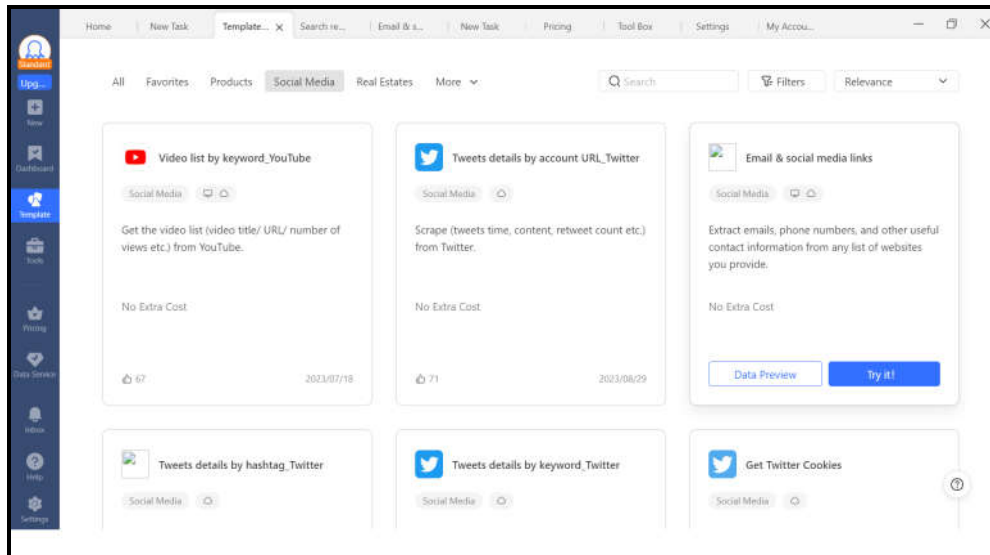 Home
New Task
Template...
Search re...
Email & s...
New Task
Pricing
Tool Box
Settings
My Accou...
Standard
Upg...
New
Dashboard
Template
Tools
Pricing
Data Service
Inbox
Help
Settings
All
Favorites
Products
Social Media
Real Estates
More
Search
Filters
Relevance
Video list by keyword_YouTube
Social Media
Get the video list (video title/ URL/ number of
views etc.) from YouTube.
No Extra Cost
67
2023/07/18
Tweets details by account URL_Twitter
Social Media
Scrape (tweets time, content, retweet count etc.)
from Twitter.
No Extra Cost
71
2023/08/29
Email & social media links
Social Media
Extract emails, phone numbers, and other useful
contact information from any list of websites
you provide.
No Extra Cost
Data Preview
Try it!
Tweets details by hashtag_Twitter
Social Media
Tweets details by keyword_Twitter
Social Media
Get Twitter Cookies
Social Media